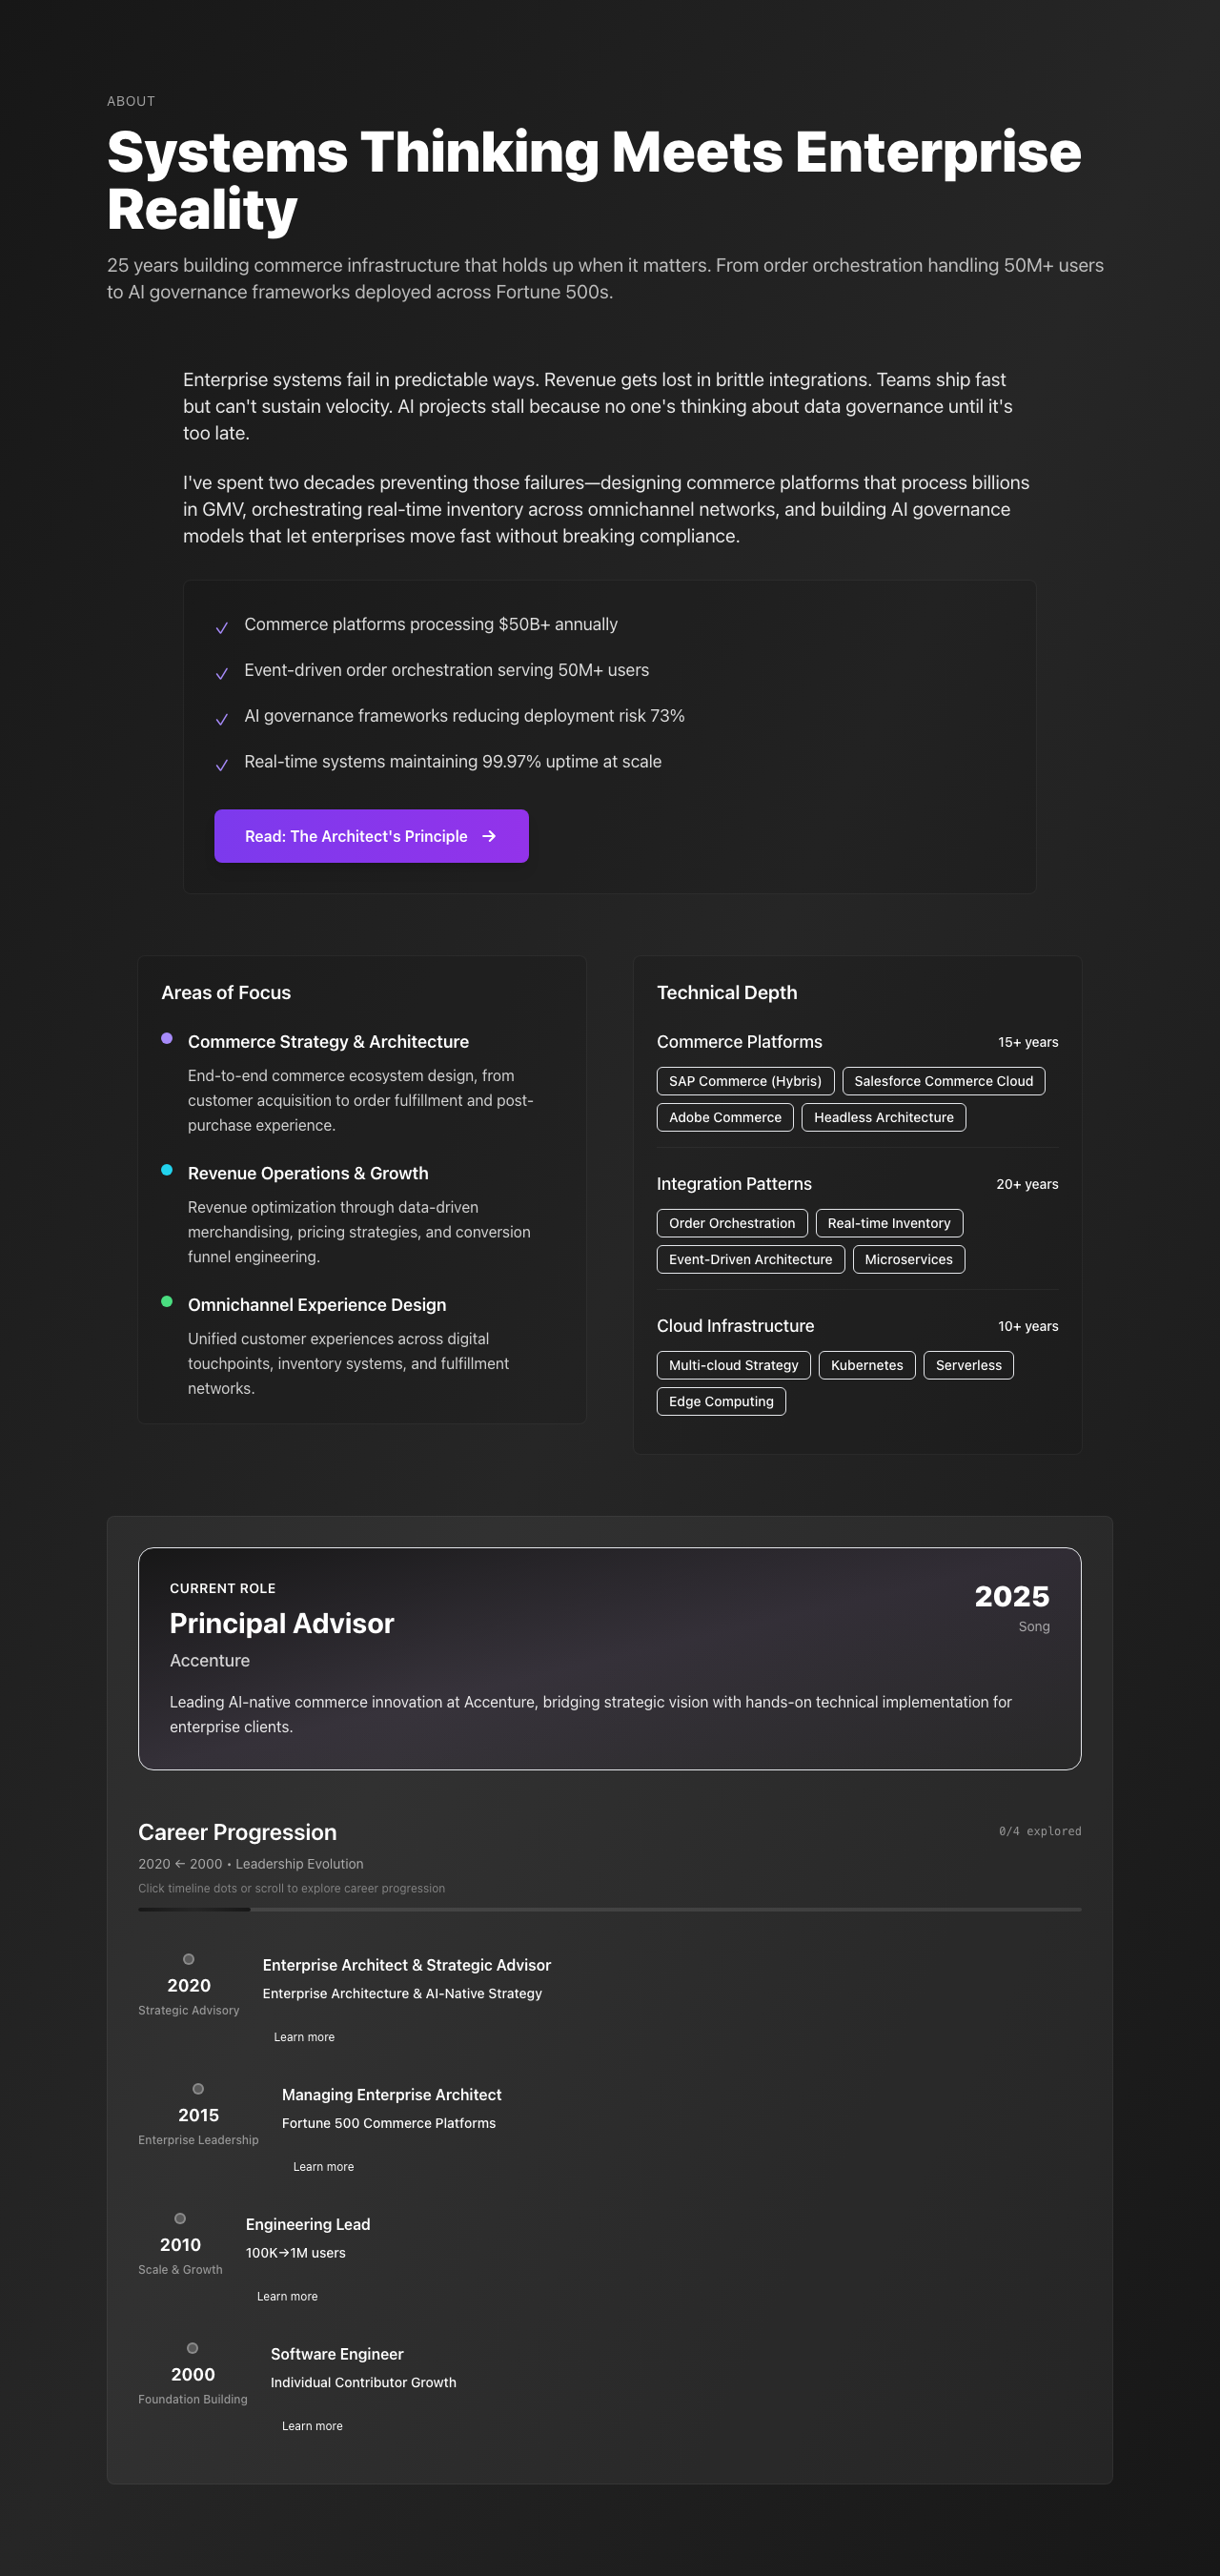 ABOUT
Systems Thinking Meets Enterprise
Reality
25 years building commerce infrastructure that holds up when it matters. From order orchestration handling 50M+ users
to AI governance frameworks deployed across Fortune 500s.
Enterprise systems fail in predictable ways. Revenue gets lost in brittle integrations. Teams ship fast
but can't sustain velocity. AI projects stall because no one's thinking about data governance until it's
too late.
I've spent two decades preventing those failures—designing commerce platforms that process billions
in GMV, orchestrating real-time inventory across omnichannel networks, and building AI governance
models that let enterprises move fast without breaking compliance.
✓ Commerce platforms processing $50B+ annually
✓ Event-driven order orchestration serving 50M+ users
✓ AI governance frameworks reducing deployment risk 73%
✓ Real-time systems maintaining 99.97% uptime at scale
Read: The Architect's Principle →
Areas of Focus
Commerce Strategy & Architecture
End-to-end commerce ecosystem design, from
customer acquisition to order fulfillment and post-
purchase experience.
Revenue Operations & Growth
Revenue optimization through data-driven
merchandising, pricing strategies, and conversion
funnel engineering.
Omnichannel Experience Design
Unified customer experiences across digital
touchpoints, inventory systems, and fulfillment
networks.
Technical Depth
Commerce Platforms 15+ years
SAP Commerce (Hybris) Salesforce Commerce Cloud
Adobe Commerce Headless Architecture
Integration Patterns 20+ years
Order Orchestration Real-time Inventory
Event-Driven Architecture Microservices
Cloud Infrastructure 10+ years
Multi-cloud Strategy Kubernetes Serverless
Edge Computing
CURRENT ROLE
Principal Advisor
Accenture
2025
Song
Leading AI-native commerce innovation at Accenture, bridging strategic vision with hands-on technical implementation for
enterprise clients.
Career Progression 0/4 explored
2020 ← 2000 • Leadership Evolution
Click timeline dots or scroll to explore career progression
2020
Strategic Advisory
Enterprise Architect & Strategic Advisor
Enterprise Architecture & AI-Native Strategy
Learn more
2015
Enterprise Leadership
Managing Enterprise Architect
Fortune 500 Commerce Platforms
Learn more
2010
Scale & Growth
Engineering Lead
100K→1M users
Learn more
2000
Foundation Building
Software Engineer
Individual Contributor Growth
Learn more